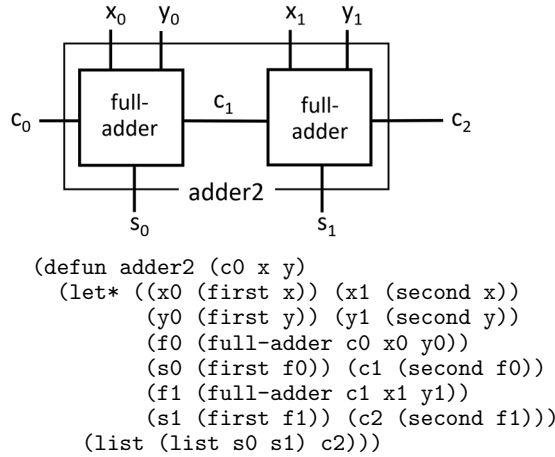 x0 y0 x1 y1
full-adder full-adder
c0 c1 c2
adder2
s0 s1
(defun adder2 (c0 x y)
(let* ((x0 (first x)) (x1 (second x))
(y0 (first y)) (y1 (second y))
(f0 (full-adder c0 x0 y0))
(s0 (first f0)) (c1 (second f0))
(f1 (full-adder c1 x1 y1))
(s1 (first f1)) (c2 (second f1)))
(list (list s0 s1) c2)))